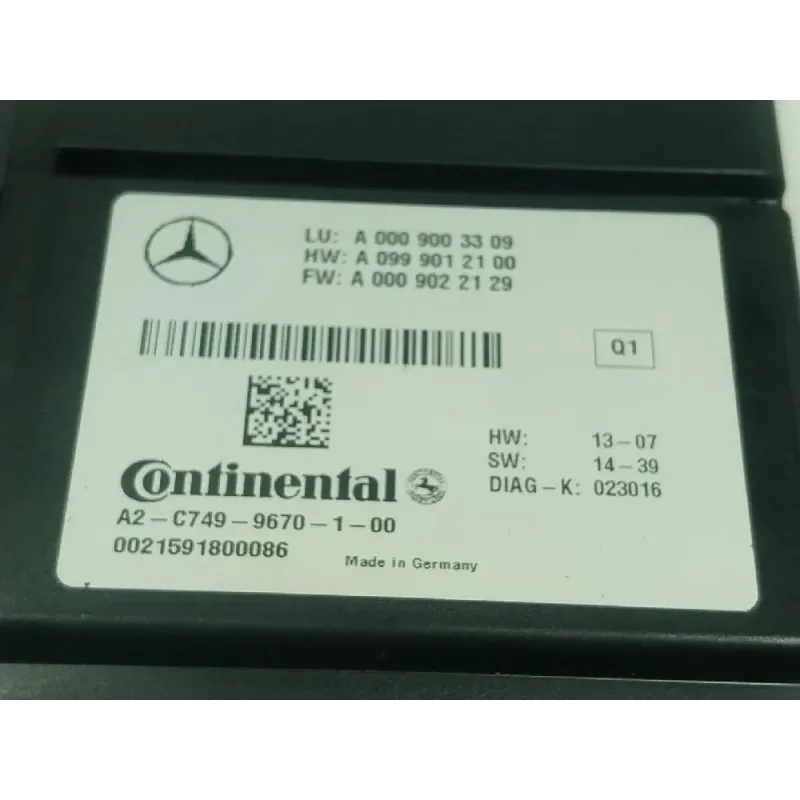 LU: A 000 900 33 09
HW: A 099 901 21 00
FW: A 000 902 21 29
Q1
HW: 13-07
SW: 14-39
DIAG-K: 023016
Continental
A2-C749-9670-1-00
0021591800086
Made in Germany